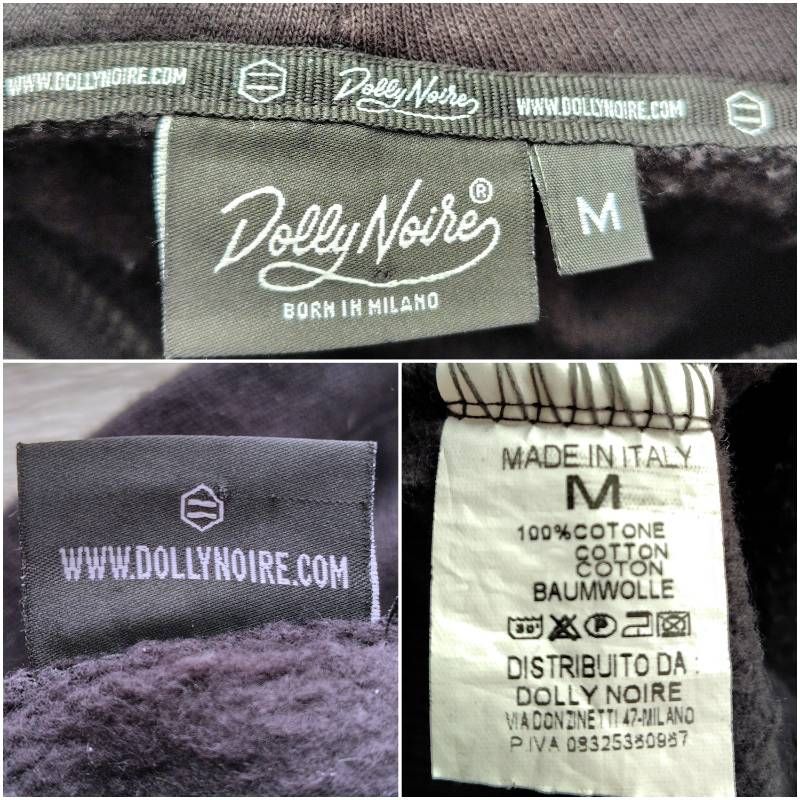 WWW.DOLLYNOIRE.COM Dolly Noire WWW.DOLLYNOIRE.COM
Dolly Noire®
BORN IN MILANO
M
WWW.DOLLYNOIRE.COM
MADE IN ITALY
M
100% COTONE
COTTON
COTON
BAUMWOLLE
30°
P
DISTRIBUITO DA :
DOLLY NOIRE
VIA DONZINETTI 47-MILANO
P.IVA 09325380967